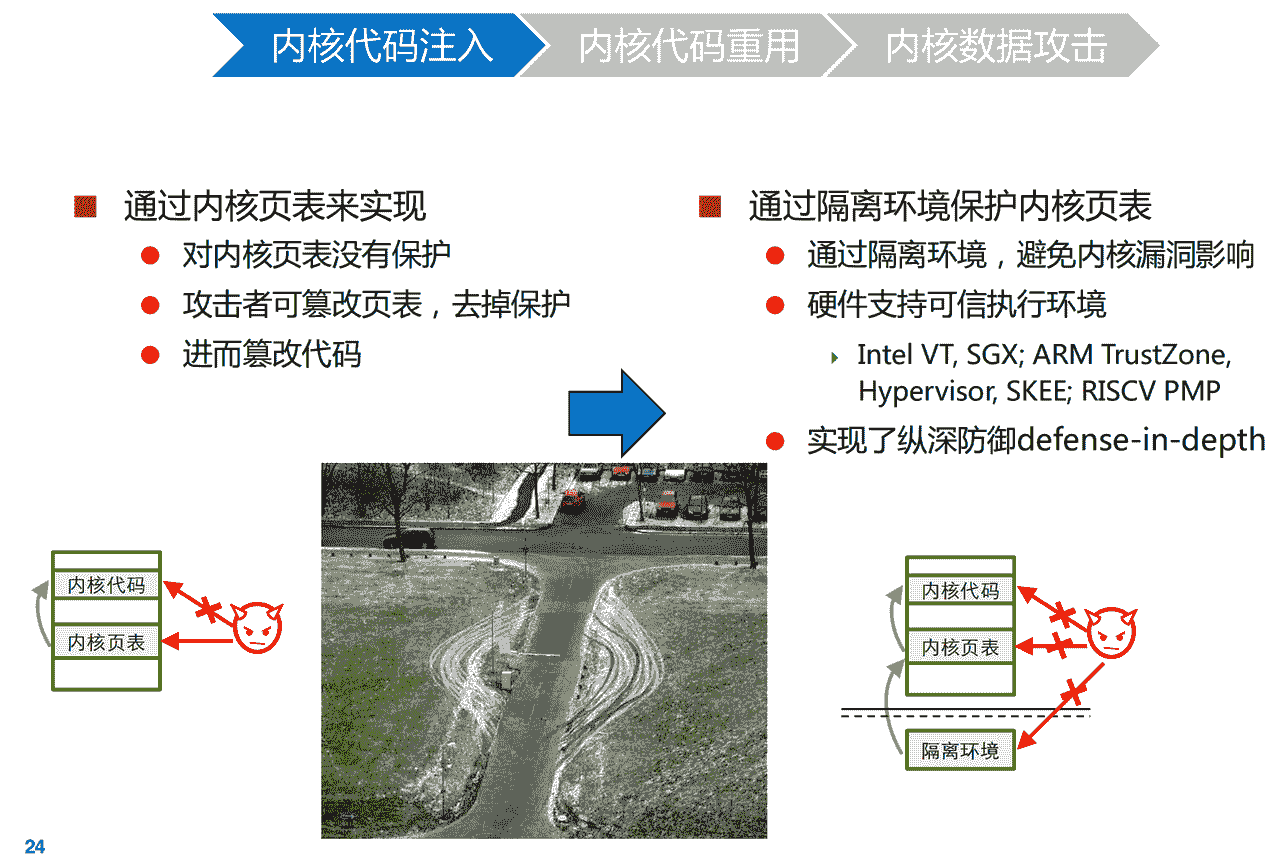 内核代码注入
内核代码重用
内核数据攻击
通过内核页表来实现
对内核页表没有保护
攻击者可篡改页表，去掉保护
进而篡改代码
通过隔离环境保护内核页表
通过隔离环境，避免内核漏洞影响
硬件支持可信执行环境
Intel VT, SGX; ARM TrustZone,
Hypervisor, SKEE; RISCV PMP
实现了纵深防御defense-in-depth
内核代码
内核页表
内核代码
内核页表
隔离环境
24